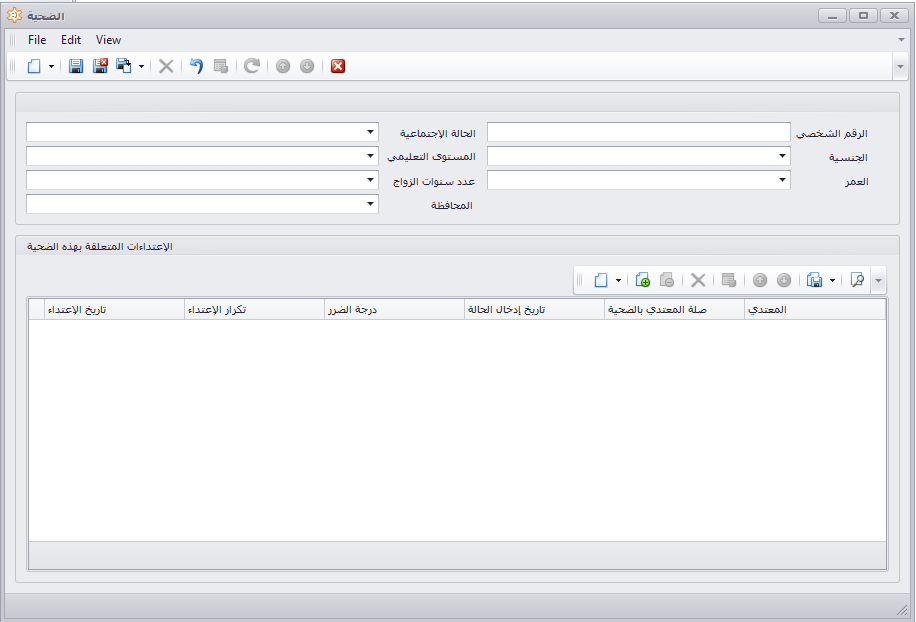 الضحية
File Edit View
الرقم الشخصي
الحالة الإجتماعية
الجنسية
المستوى التعليمي
العمر
عدد سنوات الزواج
المحافظة
الإعتداءات المتعلقة بهذه الضحية
المعتدي صلة المعتدي بالضحية تاريخ إدخال الحالة درجة الضرر تكرار الإعتداء تاريخ الإعتداء